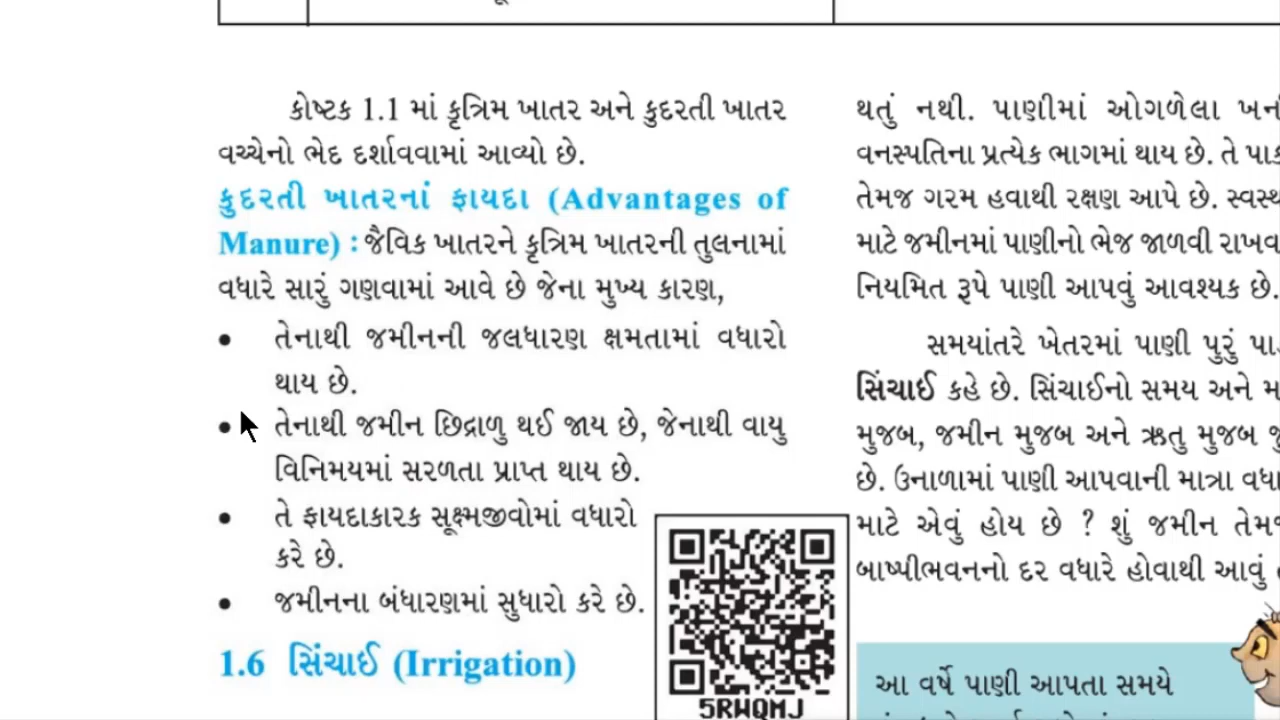 કોષ્ટક 1.1 માં કૃત્રિમ ખાતર અને કુદરતી ખાતર
વચ્ચેનો ભેદ દર્શાવવામાં આવ્યો છે.
કુદરતી ખાતરનાં ફાયદા (Advantages of
Manure) : જૈવિક ખાતરને કૃત્રિમ ખાતરની તુલનામાં
વધારે સારું ગણવામાં આવે છે જેના મુખ્ય કારણ,
• તેનાથી જમીનની જલધારણ ક્ષમતામાં વધારો
થાય છે.
• તેનાથી જમીન છિદ્રાળુ થઈ જાય છે, જેનાથી વાયુ
વિનિમયમાં સરળતા પ્રાપ્ત થાય છે.
• તે ફાયદાકારક સૂક્ષ્મજીવોમાં વધારો
કરે છે.
• જમીનના બંધારણમાં સુધારો કરે છે.
1.6 સિંચાઈ (Irrigation)
5RWQMJ
થતું નથી. પાણીમાં ઓગળેલા
વનસ્પતિના પ્રત્યેક ભાગમાં થાય છે. તે
તેમજ ગરમ હવાથી રક્ષણ આપે છે.
માટે જમીનમાં પાણીનો ભેજ જાળવી
નિયમિત રૂપે પાણી આપવું આવશ્યક છે.
સમયાંતરે ખેતરમાં પાણી પુરું
સિંચાઈ કહે છે. સિંચાઈનો સમય અને
મુજબ, જમીન મુજબ અને ઋતુ મુજબ
છે. ઉનાળામાં પાણી આપવાની માત્રા
માટે એવું હોય છે ? શું જમીન
બાષ્પીભવનનો દર વધારે હોવાથી આવું
આ વર્ષે પાણી આપતા સમયે